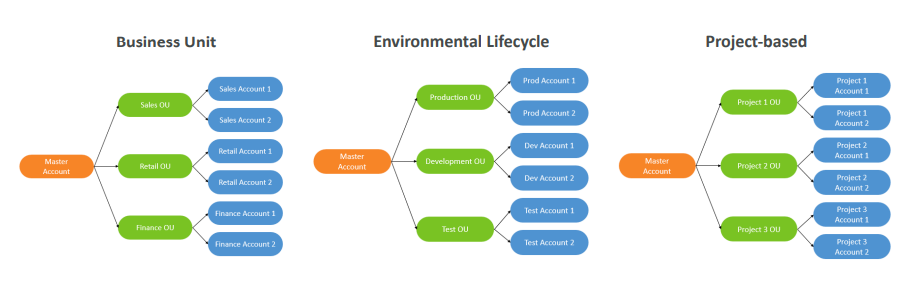 Business Unit
Environmental Lifecycle
Project-based
Master
Account
Sales OU
Sales Account 1
Sales Account 2
Retail OU
Retail Account 1
Retail Account 2
Finance OU
Finance Account 1
Finance Account 2
Master
Account
Production OU
Prod Account 1
Prod Account 2
Development OU
Dev Account 1
Dev Account 2
Test OU
Test Account 1
Test Account 2
Master
Account
Project 1 OU
Project 1
Account 1
Project 1
Account 2
Project 2 OU
Project 2
Account 1
Project 2
Account 2
Project 3 OU
Project 3
Account 1
Project 3
Account 2